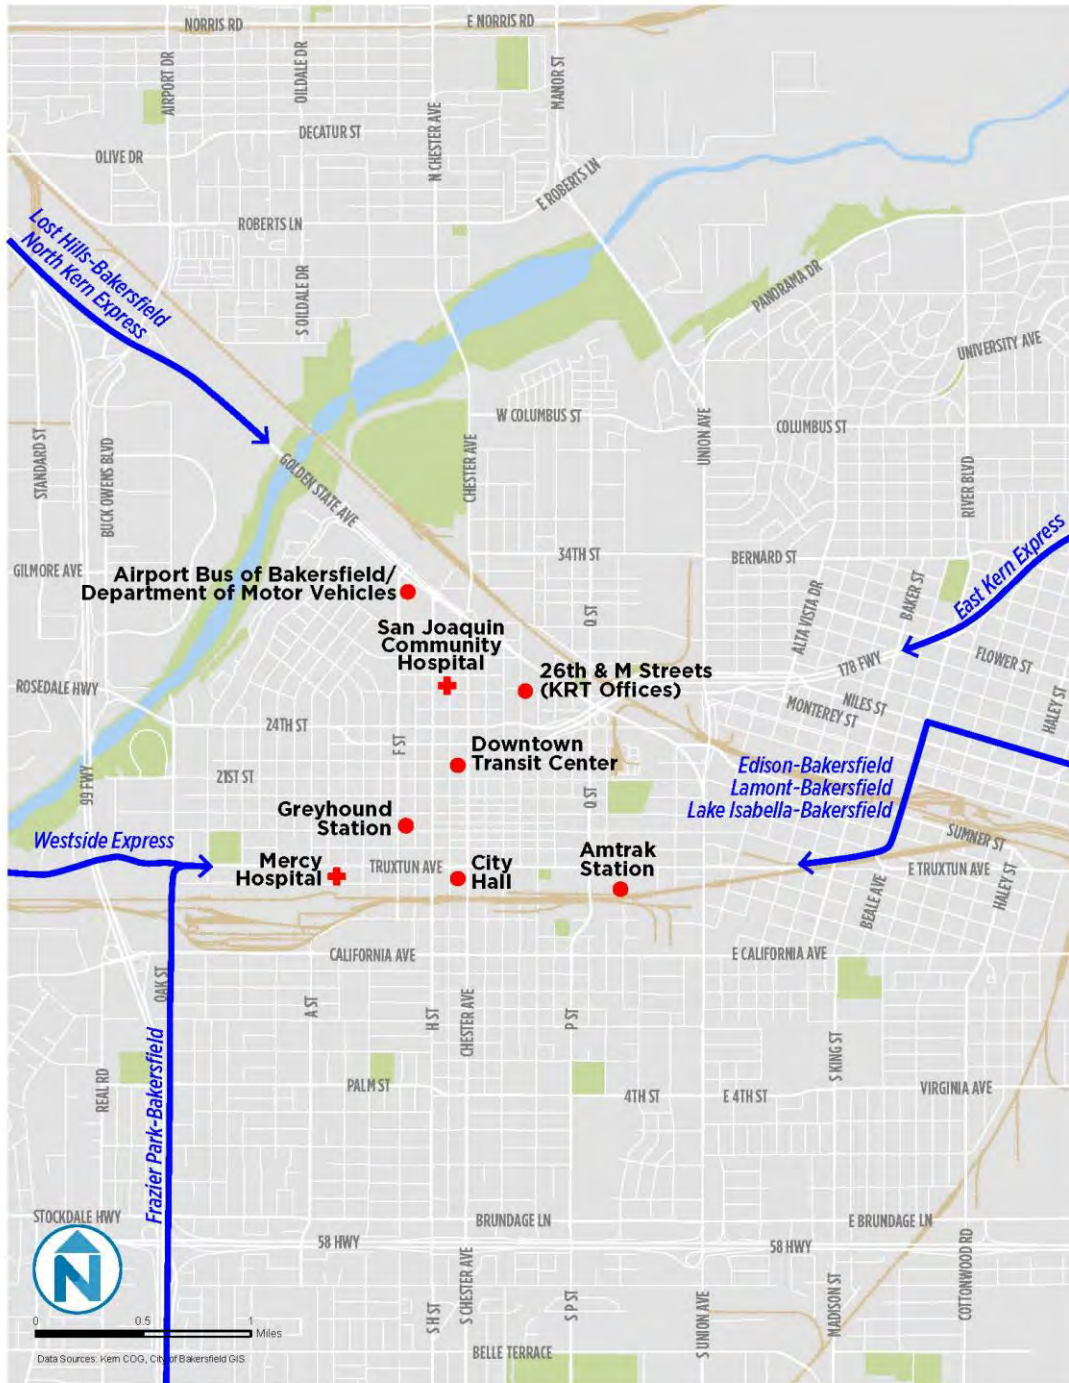 NORRIS RD
E NORRIS RD
AIRPORT DR
OILDALE DR
MANOR ST
N CHESTER AVE
DECATUR ST
OLIVE DR
E ROBERTS LN
ROBERTS LN
Lost Hills-Bakersfield
North Kern Express
S OILDALE DR
PANORAMA DR
UNIVERSITY AVE
W COLUMBUS ST
COLUMBUS ST
UNION AVE
CHESTER AVE
STANDARD ST
BUCK OWENS BLVD
GOLDEN STATE AVE
RIVER BLVD
34TH ST
BERNARD ST
GILMORE AVE
Airport Bus of Bakersfield/
Department of Motor Vehicles
East Kern Express
ALTA VISTA DR
BAKER ST
Q ST
San Joaquin
Community
Hospital
26th & M Streets
(KRT Offices)
178 FWY
FLOWER ST
ROSEDALE HWY
NILES ST
MONTEREY ST
HALEY ST
24TH ST
F ST
Downtown
Transit Center
21ST ST
99 FWY
Q ST
Edison-Bakersfield
Lamont-Bakersfield
Lake Isabella-Bakersfield
Greyhound
Station
SUMNER ST
Westside Express
Mercy
Hospital
TRUXTUN AVE
City
Hall
Amtrak
Station
E TRUXTUN AVE
BEALE AVE
HALEY ST
CALIFORNIA AVE
E CALIFORNIA AVE
OAK ST
A ST
H ST
CHESTER AVE
P ST
S KING ST
Frazier Park-Bakersfield
REAL RD
PALM ST
4TH ST
E 4TH ST
VIRGINIA AVE
STOCKDALE HWY
BRUNDAGE LN
E BRUNDAGE LN
58 HWY
58 HWY
N
COTTONWOOD RD
S H ST
S CHESTER AVE
S P ST
S UNION AVE
MADISON ST
0 0.5 1
Miles
BELLE TERRACE
Data Sources: Kern COG, City of Bakersfield GIS